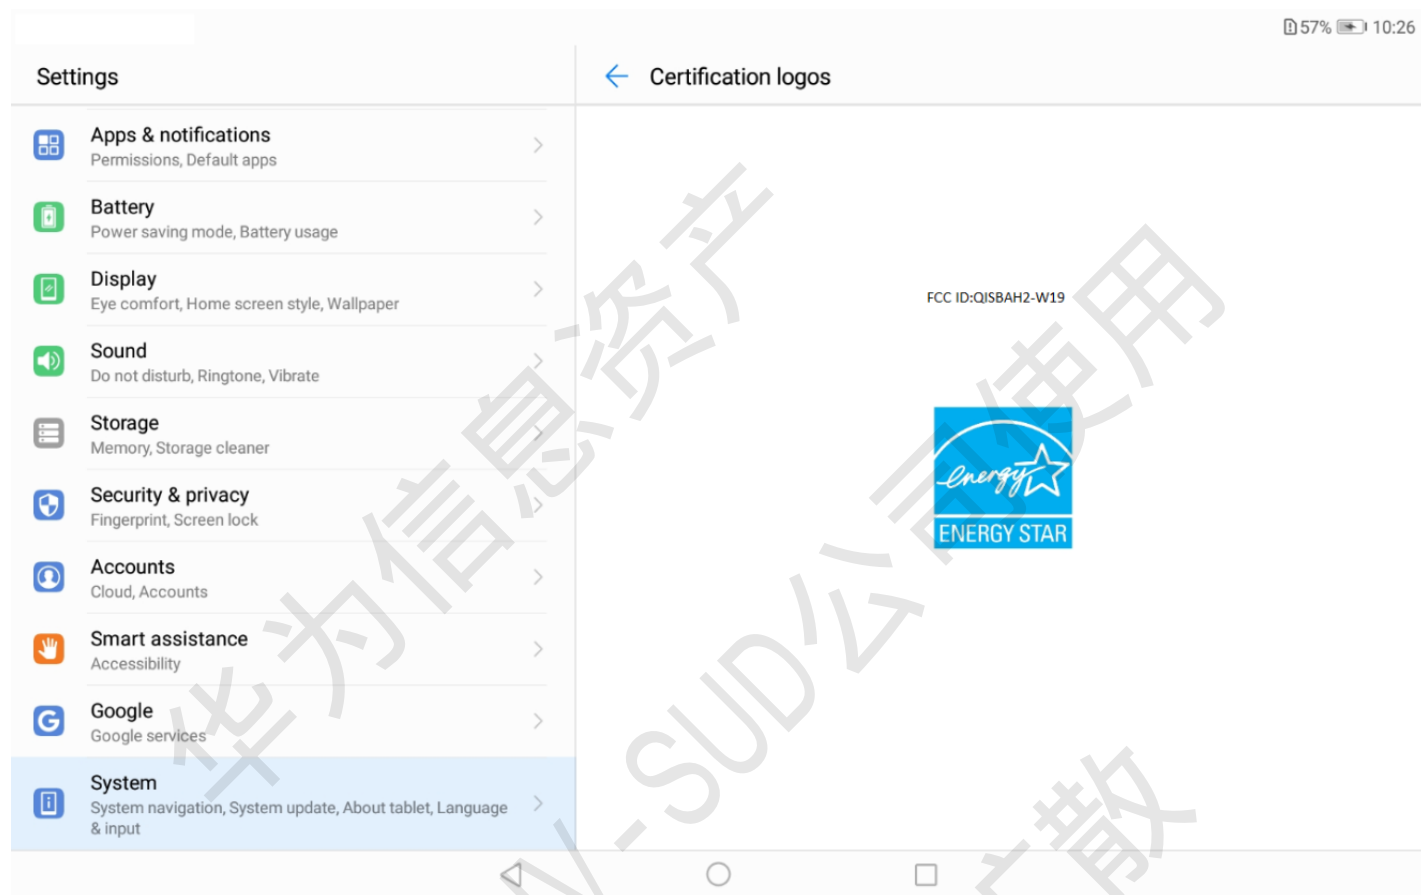 57% 10:26
Settings
Certification logos
Apps & notifications
Permissions, Default apps
Battery
Power saving mode, Battery usage
Display
Eye comfort, Home screen style, Wallpaper
Sound
Do not disturb, Ringtone, Vibrate
Storage
Memory, Storage cleaner
Security & privacy
Fingerprint, Screen lock
Accounts
Cloud, Accounts
Smart assistance
Accessibility
Google
Google services
System
System navigation, System update, About tablet, Language
& input
FCC ID:QISBAH2-W19
energy
ENERGY STAR
华为信息资产
-SUD公司使用
散